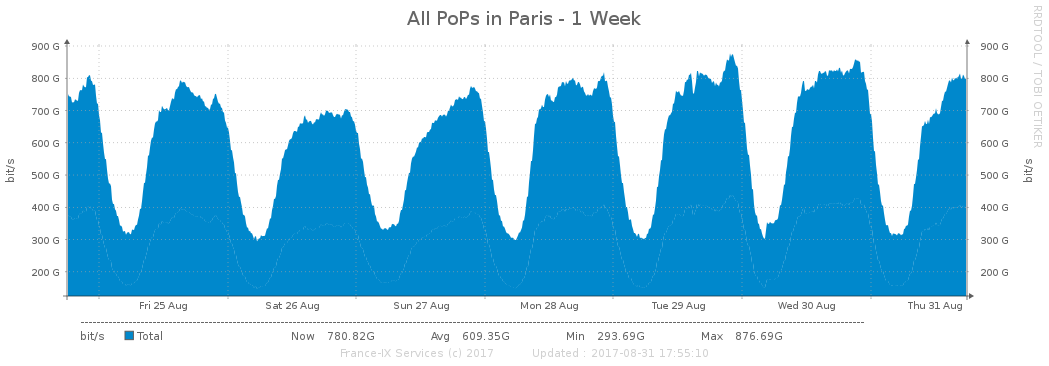 All PoPs in Paris - 1 Week
RRDTOOL / TOBI OETIKER
900 G 900 G
800 G 800 G
700 G 700 G
600 G 600 G
500 G 500 G
400 G 400 G
300 G 300 G
200 G 200 G
bit/s bit/s
Fri 25 Aug Sat 26 Aug Sun 27 Aug Mon 28 Aug Tue 29 Aug Wed 30 Aug Thu 31 Aug
bit/s Total Now 780.82G Avg 609.35G Min 293.69G Max 876.69G
France-IX Services (c) 2017 Updated : 2017-08-31 17:55:10